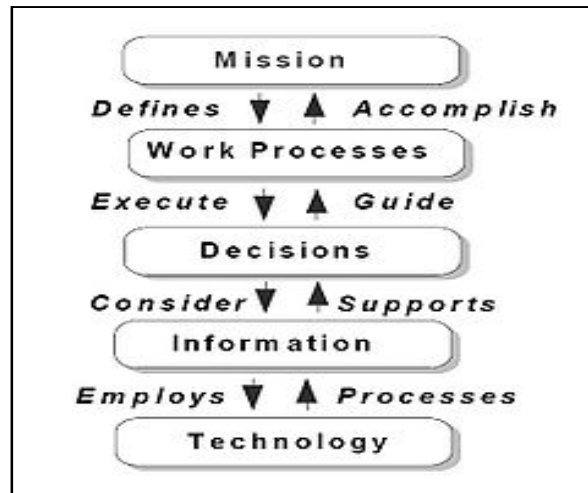 Mission
Defines Accomplish
Work Processes
Execute Guide
Decisions
Consider Supports
Information
Employs Processes
Technology